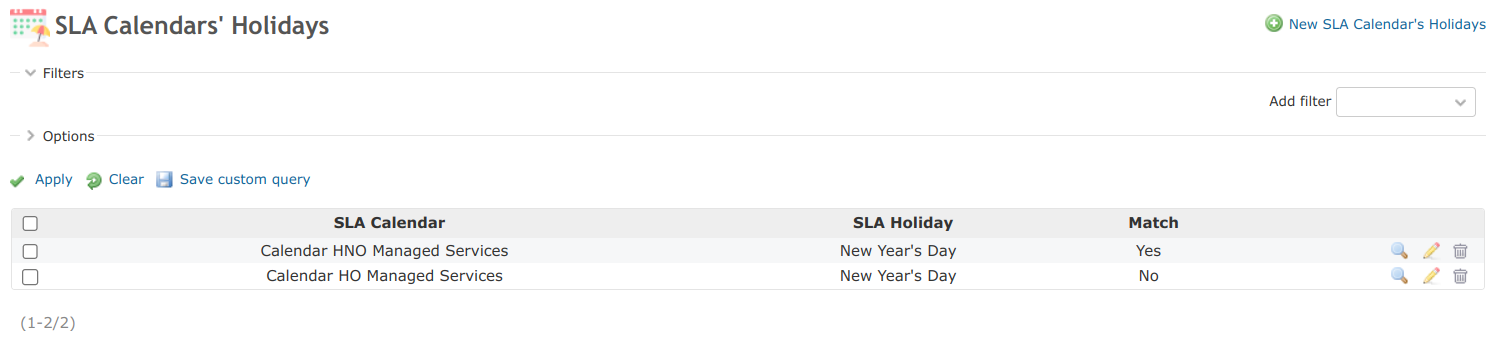 SLA Calendars' Holidays
New SLA Calendar's Holidays
Filters
Add filter
Options
Apply Clear Save custom query
SLA Calendar SLA Holiday Match
Calendar HNO Managed Services New Year's Day Yes
Calendar HO Managed Services New Year's Day No
(1-2/2)